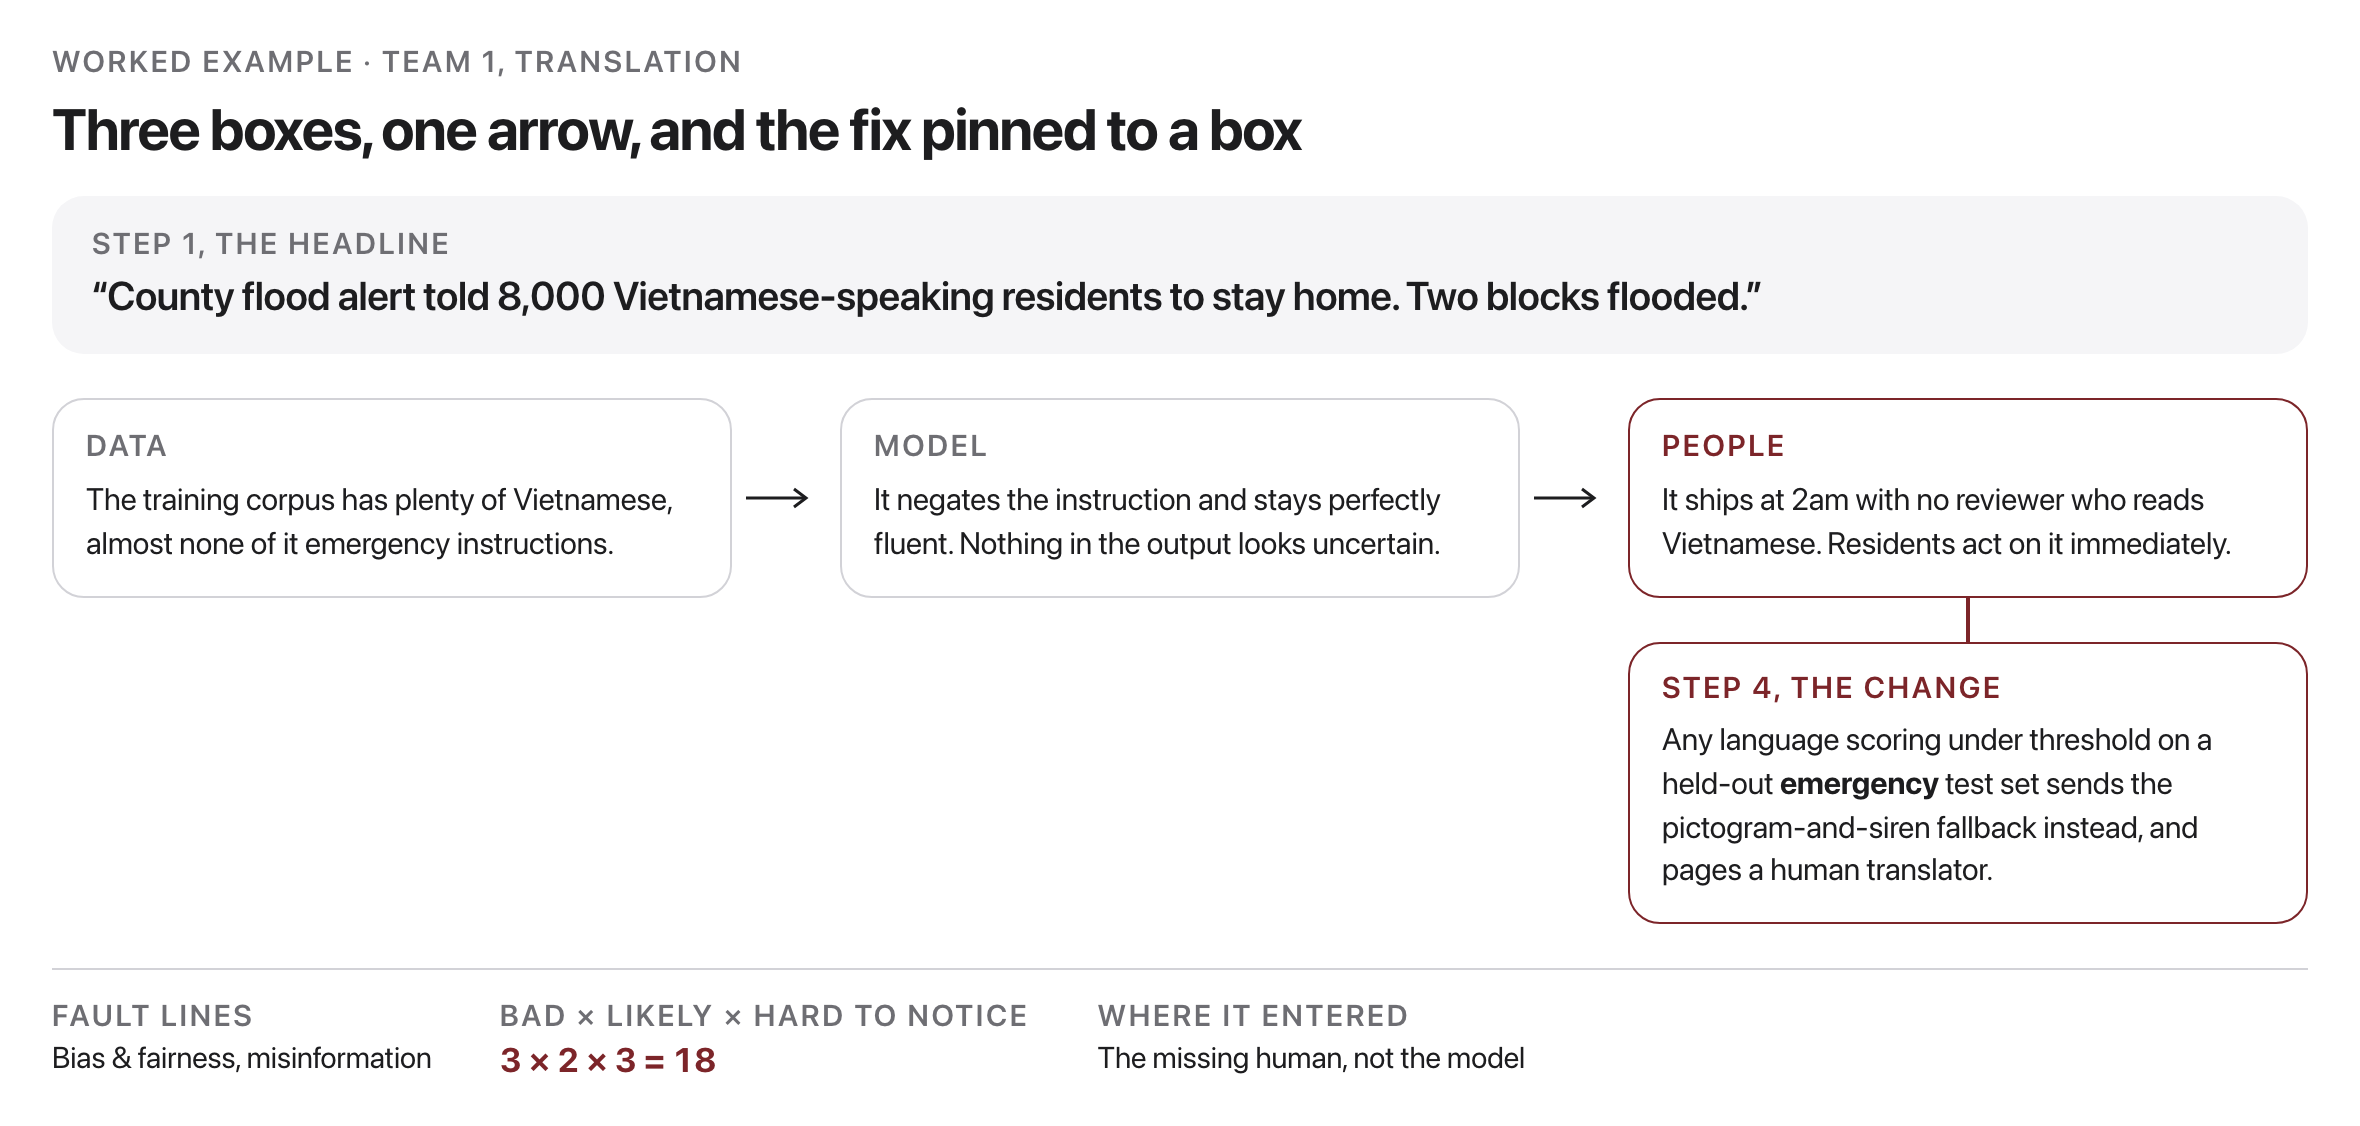 WORKED EXAMPLE · TEAM 1, TRANSLATION
Three boxes, one arrow, and the fix pinned to a box
STEP 1, THE HEADLINE
“County flood alert told 8,000 Vietnamese-speaking residents to stay home. Two blocks flooded.”
DATA
The training corpus has plenty of Vietnamese,
almost none of it emergency instructions.
MODEL
It negates the instruction and stays perfectly
fluent. Nothing in the output looks uncertain.
PEOPLE
It ships at 2am with no reviewer who reads
Vietnamese. Residents act on it immediately.
STEP 4, THE CHANGE
Any language scoring under threshold on a
held-out emergency test set sends the
pictogram-and-siren fallback instead, and
pages a human translator.
FAULT LINES
Bias & fairness, misinformation
BAD × LIKELY × HARD TO NOTICE
3 × 2 × 3 = 18
WHERE IT ENTERED
The missing human, not the model